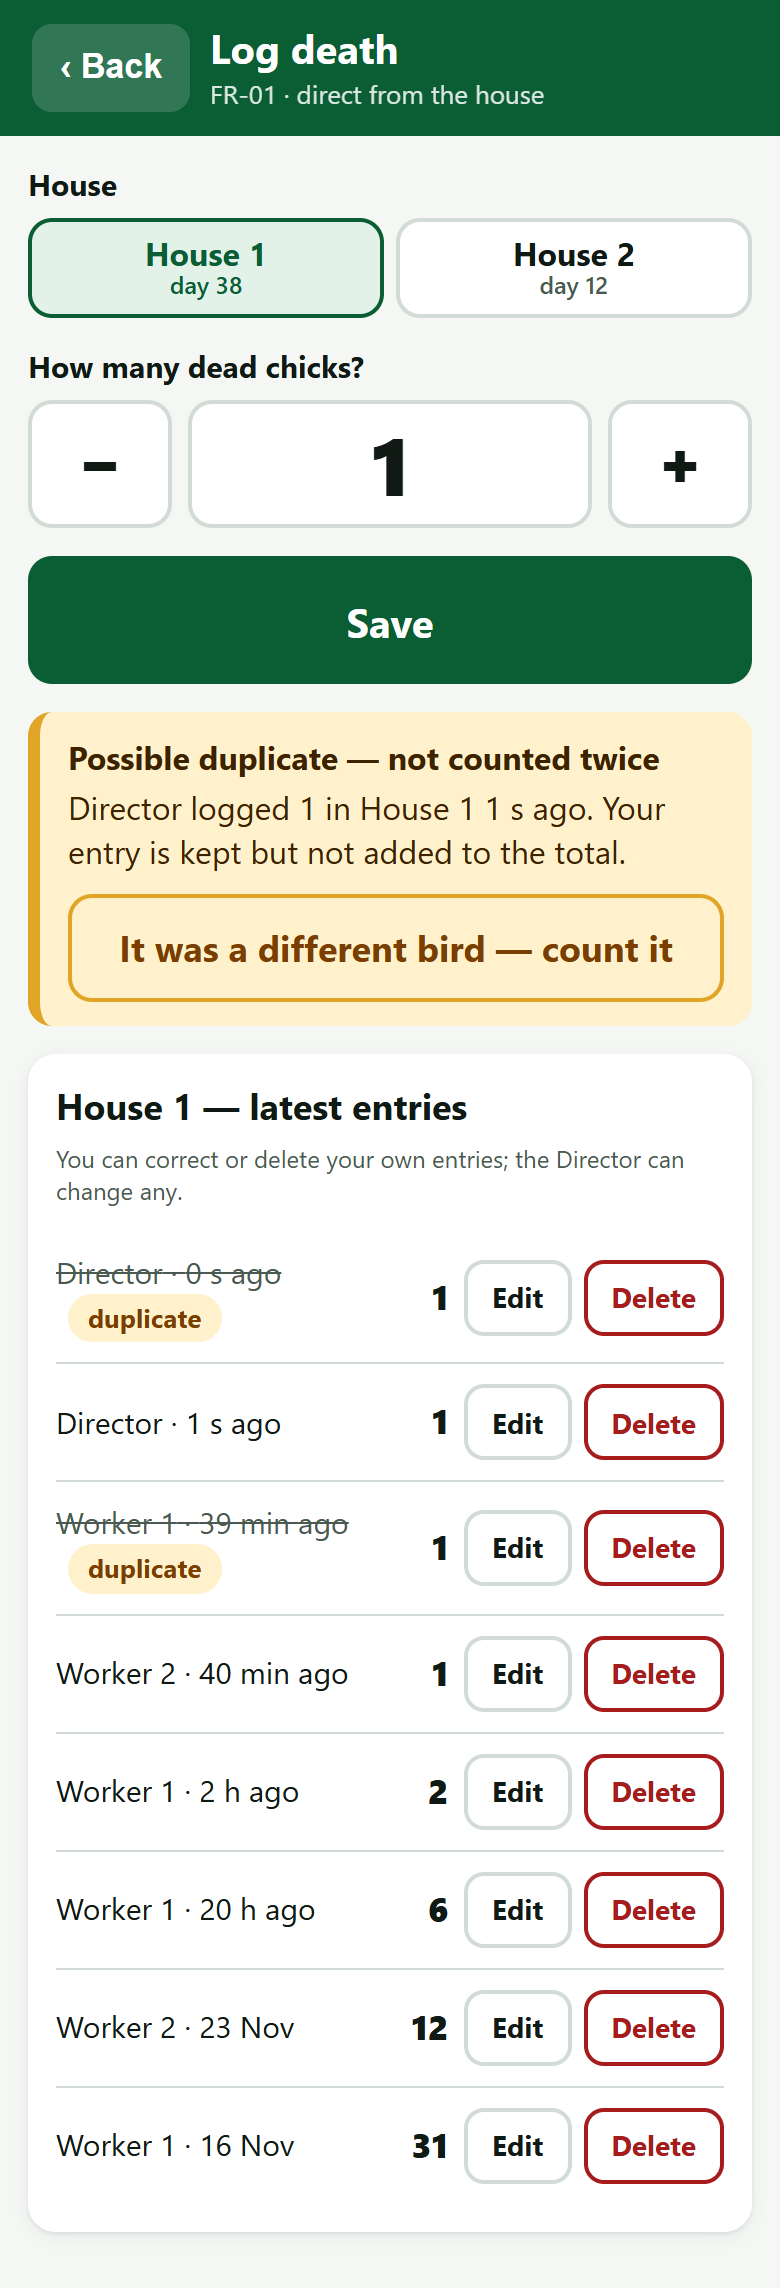 ‹ Back
Log death
FR-01 · direct from the house
House
House 1
day 38
House 2
day 12
How many dead chicks?
− 1 +
Save
Possible duplicate — not counted twice
Director logged 1 in House 1 1 s ago. Your
entry is kept but not added to the total.
It was a different bird — count it
House 1 — latest entries
You can correct or delete your own entries; the Director can
change any.
Director · 0 s ago
duplicate
1 Edit Delete
Director · 1 s ago 1 Edit Delete
Worker 1 · 39 min ago
duplicate
1 Edit Delete
Worker 2 · 40 min ago 1 Edit Delete
Worker 1 · 2 h ago 2 Edit Delete
Worker 1 · 20 h ago 6 Edit Delete
Worker 2 · 23 Nov 12 Edit Delete
Worker 1 · 16 Nov 31 Edit Delete